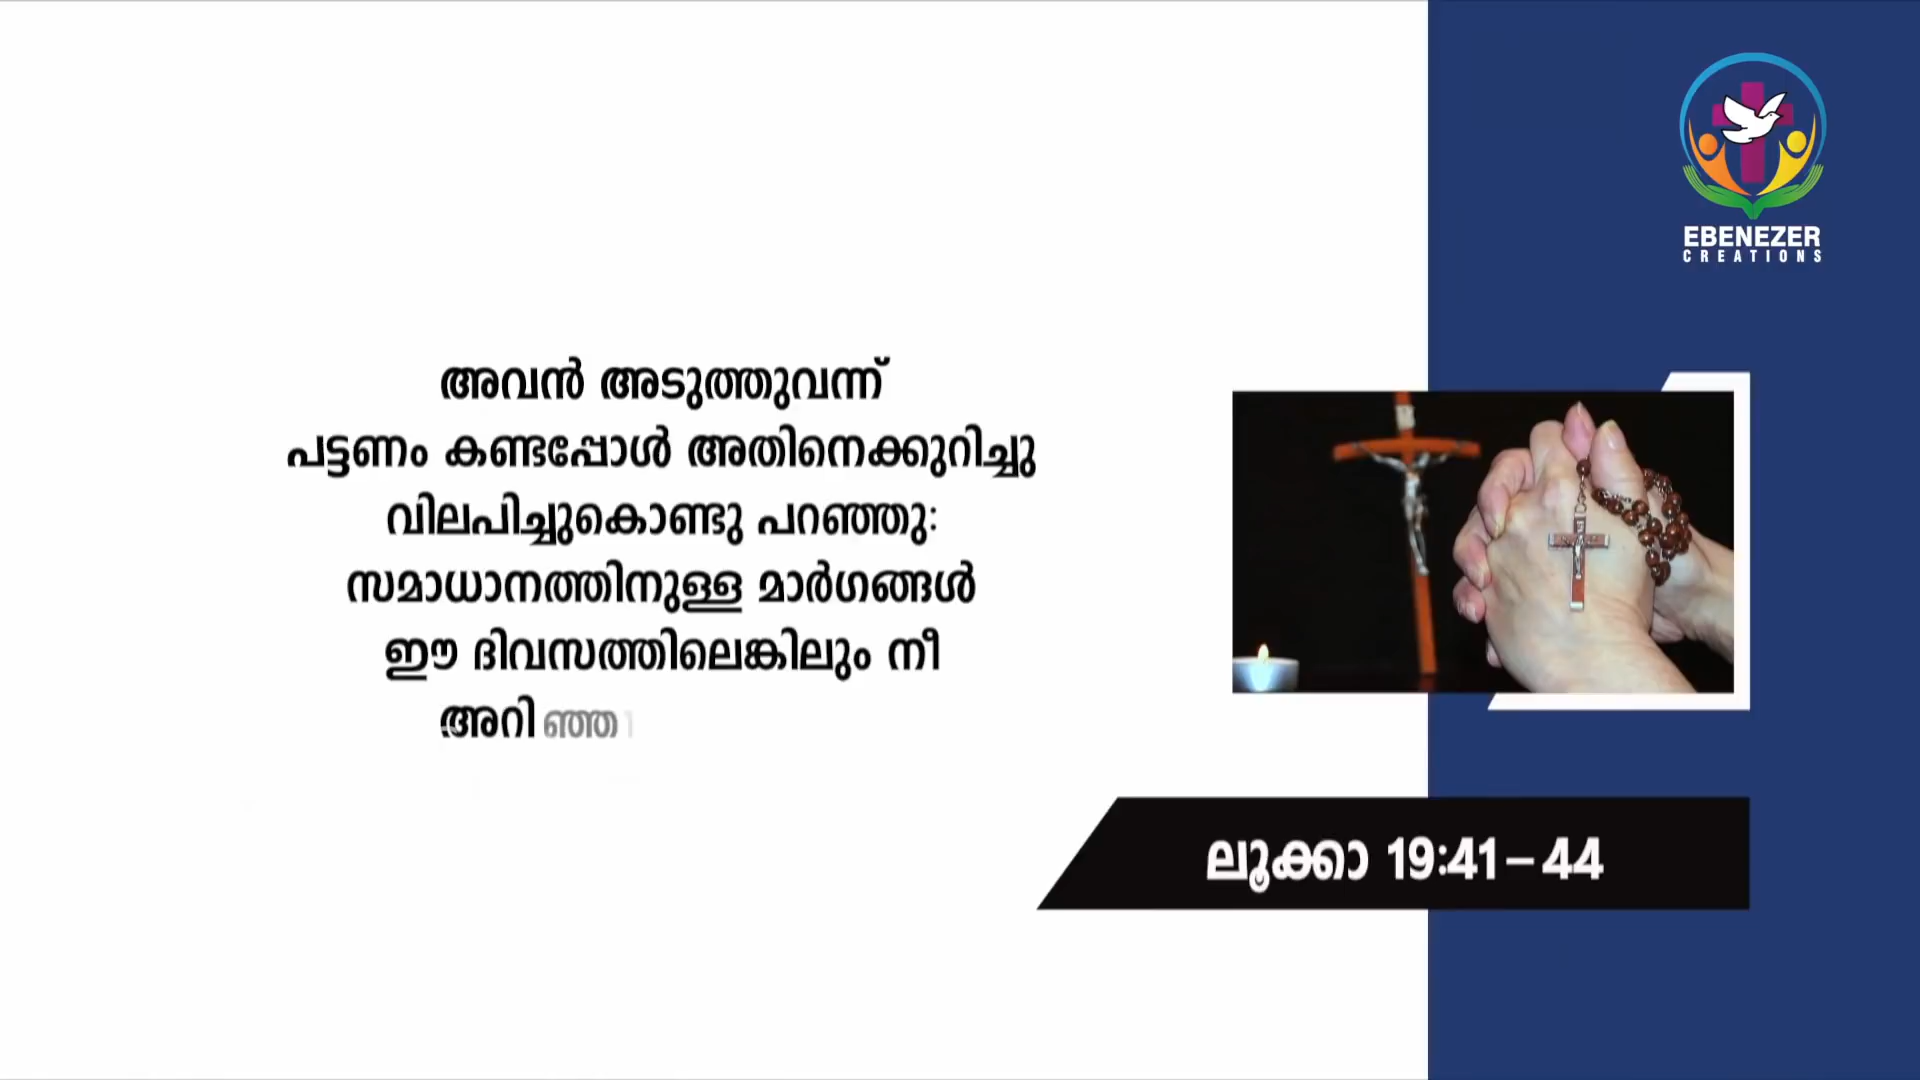 അവൻ അടുത്തുവന്ന്
പട്ടണം കണ്ടപ്പോൾ അതിനെക്കുറിച്ചു
വിലപിച്ചുകൊണ്ടു പറഞ്ഞു:
സമാധാനത്തിനുള്ള മാർഗങ്ങൾ
ഈ ദിവസത്തിലെങ്കിലും നീ
അറിഞ്ഞ
EBENEZER
CREATIONS
ലൂക്കാ 19:41-44